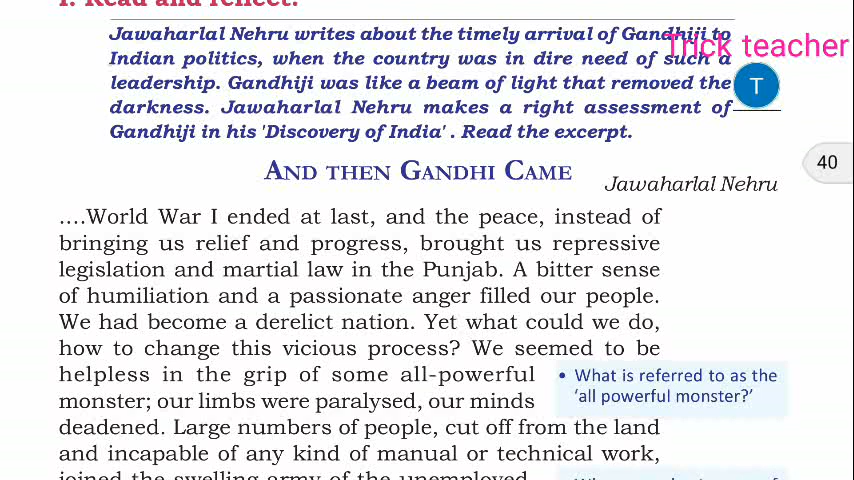 I. Read and reflect.
Jawaharlal Nehru writes about the timely arrival of Gandhiji to
Indian politics, when the country was in dire need of such a
leadership. Gandhiji was like a beam of light that removed the
darkness. Jawaharlal Nehru makes a right assessment of
Gandhiji in his 'Discovery of India' . Read the excerpt.
Trick teacher
T
40
AND THEN GANDHI CAME
Jawaharlal Nehru
....World War I ended at last, and the peace, instead of
bringing us relief and progress, brought us repressive
legislation and martial law in the Punjab. A bitter sense
of humiliation and a passionate anger filled our people.
We had become a derelict nation. Yet what could we do,
how to change this vicious process? We seemed to be
helpless in the grip of some all-powerful
monster; our limbs were paralysed, our minds
deadened. Large numbers of people, cut off from the land
and incapable of any kind of manual or technical work,
joined the swelling army of the unemployed.
• What is referred to as the
'all powerful monster?'